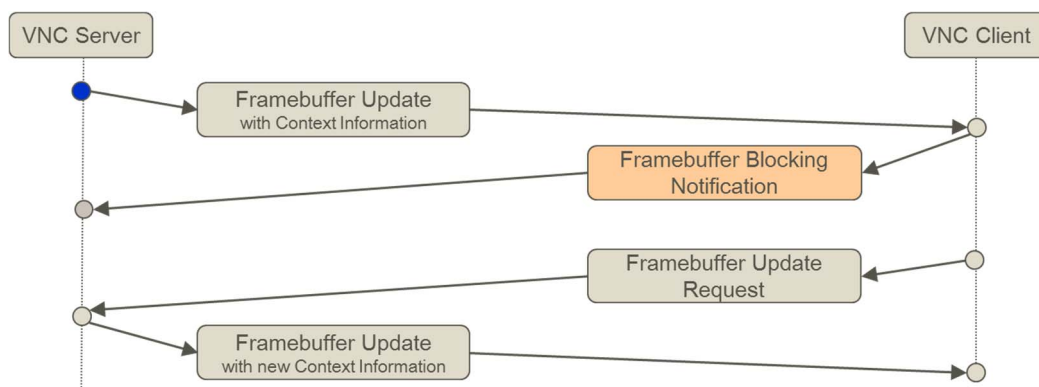 VNC Server
VNC Client
Framebuffer Update
with Context Information
Framebuffer Blocking
Notification
Framebuffer Update
Request
Framebuffer Update
with new Context Information